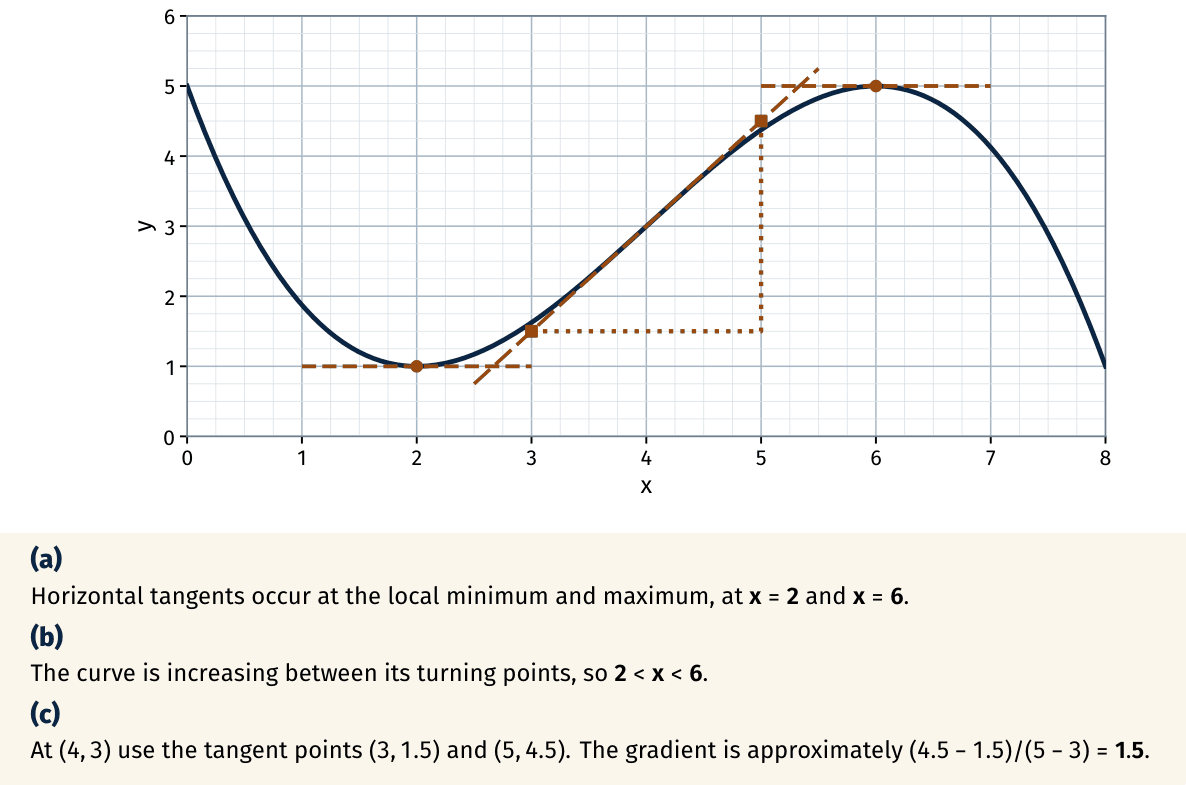 6
5
4
3
2
1
0
y
0 1 2 3 4 5 6 7 8
x
(a)
Horizontal tangents occur at the local minimum and maximum, at x = 2 and x = 6.
(b)
The curve is increasing between its turning points, so 2 < x < 6.
(c)
At (4, 3) use the tangent points (3, 1.5) and (5, 4.5). The gradient is approximately (4.5 − 1.5)/(5 − 3) = 1.5.